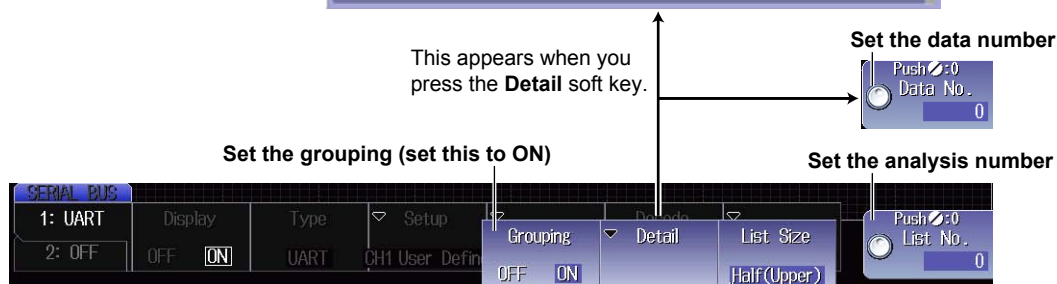 This appears when you
press the Detail soft key.
Set the data number
Push :0
Data No.
0
Set the grouping (set this to ON)
Set the analysis number
SERIAL BUS
1: UART
2: OFF
Display
OFF ON
Type
UART
Setup
CH1 User Define
Decode
Grouping
OFF ON
Detail
List Size
Half(Upper)
Push :0
List No.
0